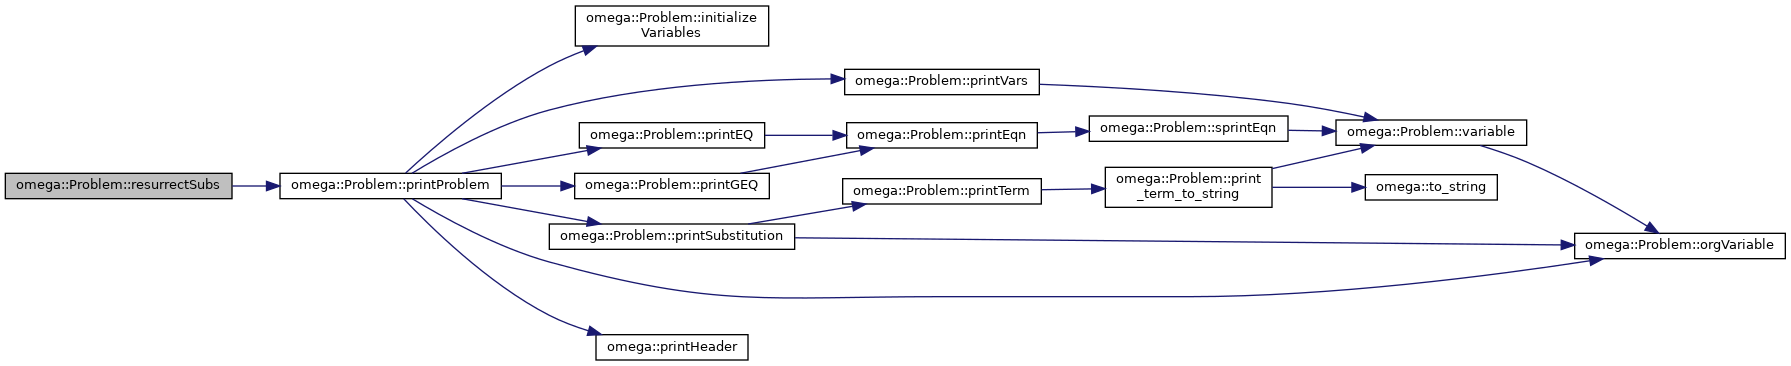 omega::Problem::resurrectSubs
omega::Problem::printProblem
omega::Problem::initialize
Variables
omega::Problem::printVars
omega::Problem::printEQ
omega::Problem::printEqn
omega::Problem::sprintEqn
omega::Problem::variable
omega::Problem::printGEQ
omega::Problem::printTerm
omega::Problem::print
_term_to_string
omega::to_string
omega::Problem::printSubstitution
omega::Problem::orgVariable
omega::printHeader